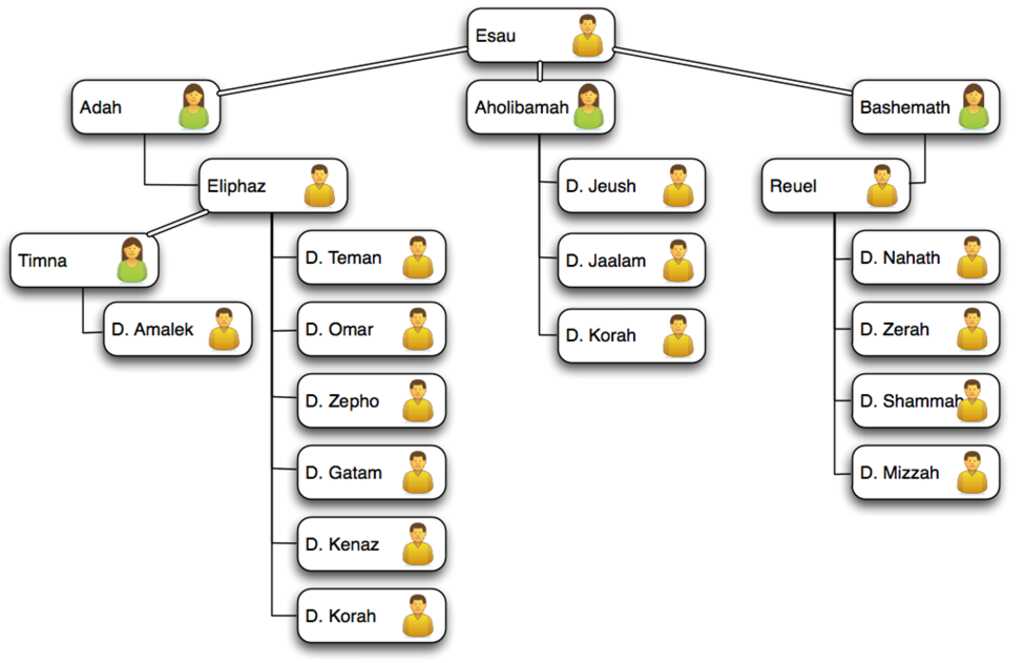 Esau
Adah
Aholibamah
Bashemath
Eliphaz
D. Jeush
Reuel
Timna
D. Teman
D. Jaalam
D. Nahath
D. Amalek
D. Omar
D. Korah
D. Zerah
D. Zepho
D. Shammah
D. Gatam
D. Mizzah
D. Kenaz
D. Korah